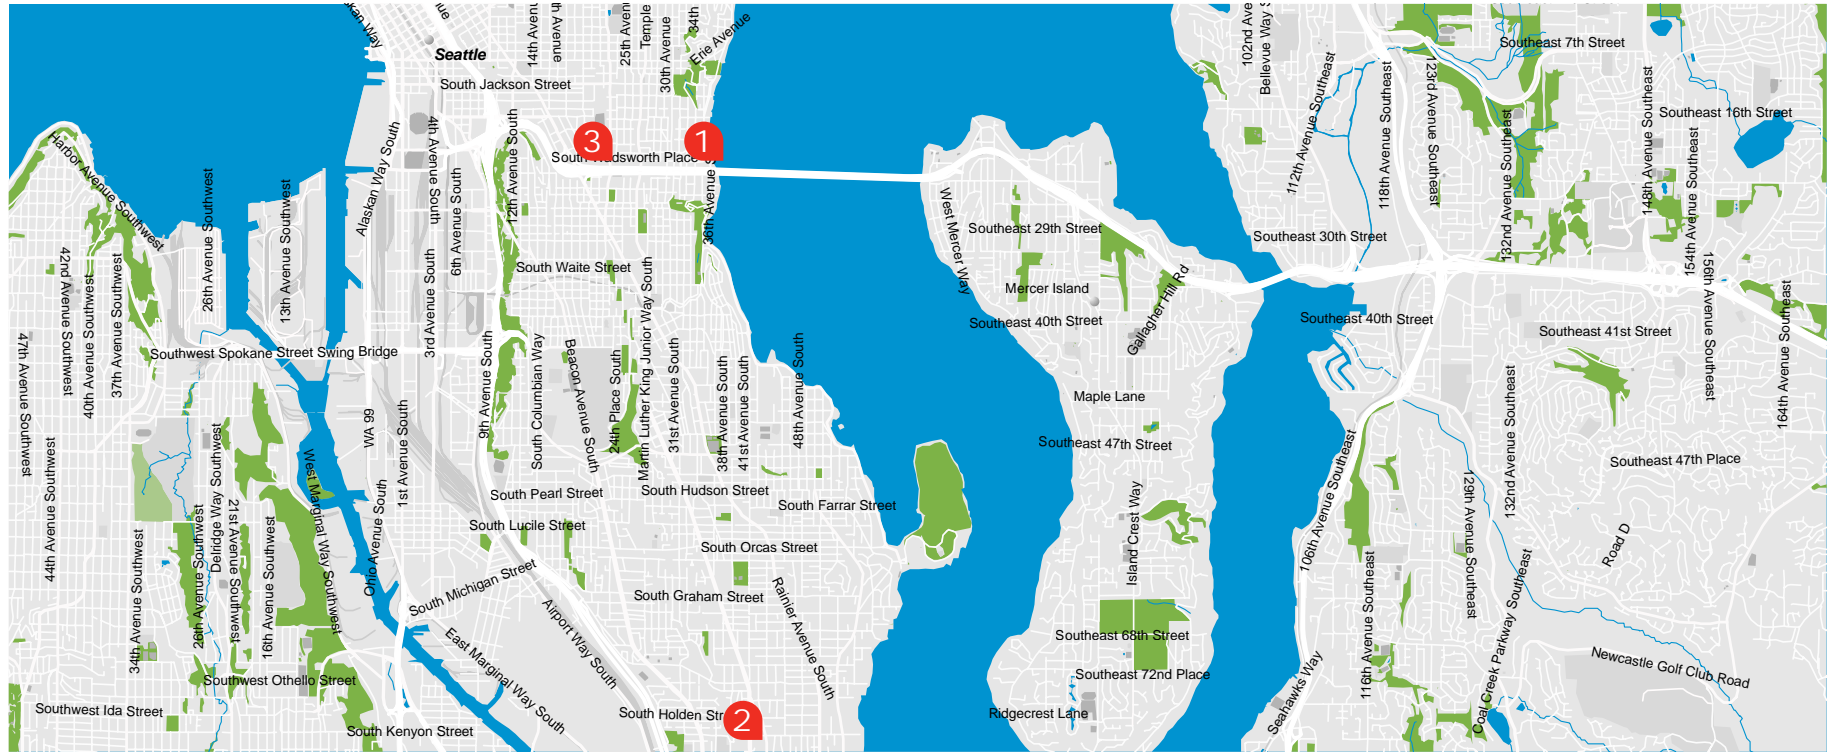 Alaskan Way
14th Avenue
25th Avenue
Temple
30th Avenue
34th
Erie Avenue
102nd Ave
Bellevue Way S
Seattle
Southeast 7th Street
South Jackson Street
112th Avenue Southeast
118th Avenue Southeast
123rd Avenue Southeast
132nd Avenue Southeast
148th Avenue Southeast
Southeast 16th Street
154th Avenue Southeast
Harbor Avenue Southwest
Alaskan Way South
4th Avenue South
6th Avenue South
12th Avenue South
3
1
36th Avenue S
26th Avenue Southwest
13th Avenue Southwest
West Mercer Way
Southeast 29th Street
Southeast 30th Street
42nd Avenue Southwest
40th Avenue Southwest
37th Avenue Southwest
3rd Avenue South
South Waite Street
Martin Luther King Junior Way South
Mercer Island
Gallagher Hill Rd
156th Avenue Southeast
164th Avenue Southeast
Southeast 40th Street
Southeast 40th Street
Southeast 41st Street
47th Avenue Southwest
Southwest Spokane Street Swing Bridge
9th Avenue South
South Columbian Way
Beacon Avenue South
24th Place South
31st Avenue South
38th Avenue South
41st Avenue South
48th Avenue South
Maple Lane
132nd Avenue Southeast
44th Avenue Southwest
WA 99
1st Avenue South
Southeast 47th Street
Southeast 47th Place
West Marginal Way Southwest
Delridge Way Southwest
26th Avenue Southwest
21st Avenue Southwest
16th Avenue Southwest
34th Avenue Southwest
Ohio Avenue South
South Pearl Street
South Hudson Street
South Farrar Street
South Lucile Street
Island Crest Way
106th Avenue Southeast
129th Avenue Southeast
Road D
South Orcas Street
South Michigan Street
South Graham Street
116th Avenue Southeast
Coal Creek Parkway Southeast
Airport Way South
Rainier Avenue South
East Marginal Way South
Southeast 68th Street
Southeast 72nd Place
Newcastle Golf Club Road
Seahawks Way
Southwest Othello Street
Southwest Ida Street
South Holden Str
2
Ridgecrest Lane
South Kenyon Street